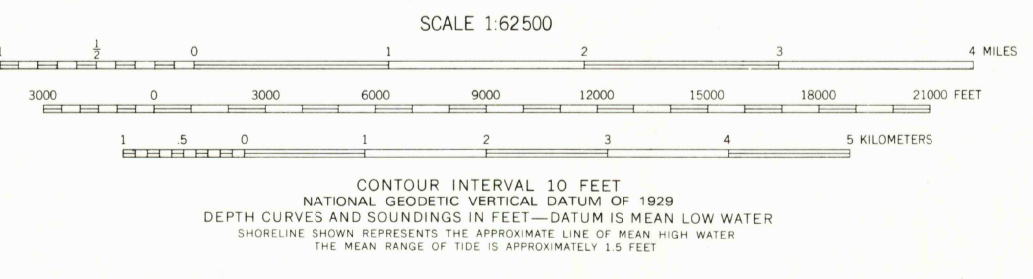 SCALE 1:62500
1 1/2 0 1 2 3 4 MILES
3000 0 3000 6000 9000 12000 15000 18000 21000 FEET
1 .5 0 1 2 3 4 5 KILOMETERS
CONTOUR INTERVAL 10 FEET
NATIONAL GEODETIC VERTICAL DATUM OF 1929
DEPTH CURVES AND SOUNDINGS IN FEET—DATUM IS MEAN LOW WATER
SHORELINE SHOWN REPRESENTS THE APPROXIMATE LINE OF MEAN HIGH WATER
THE MEAN RANGE OF TIDE IS APPROXIMATELY 1.5 FEET